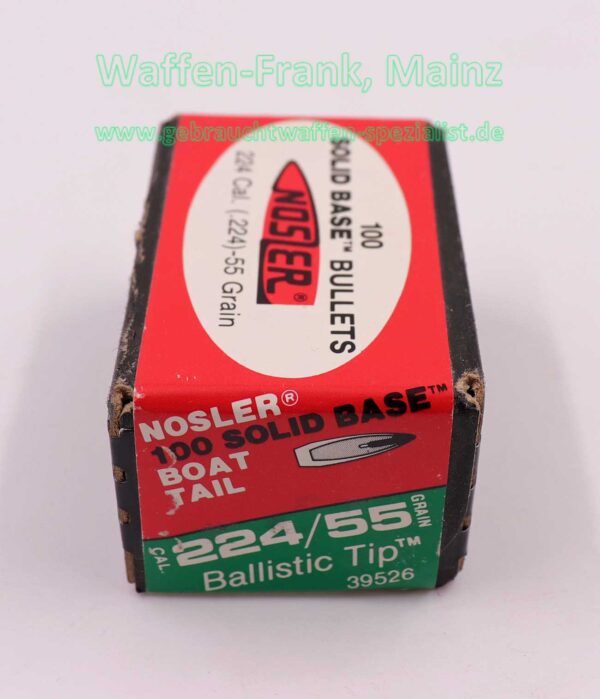 Waffen-Frank, Mainz
www.gebrauchtwaffen-spezialist.de
100
SOLID BASE™ BULLETS
NOSLER®
224 Cal. (.224)-55 Grain
NOSLER®
100 SOLID BASE™
BOAT
TAIL
CAL. 224/55 GRAIN
Ballistic Tip™
39526